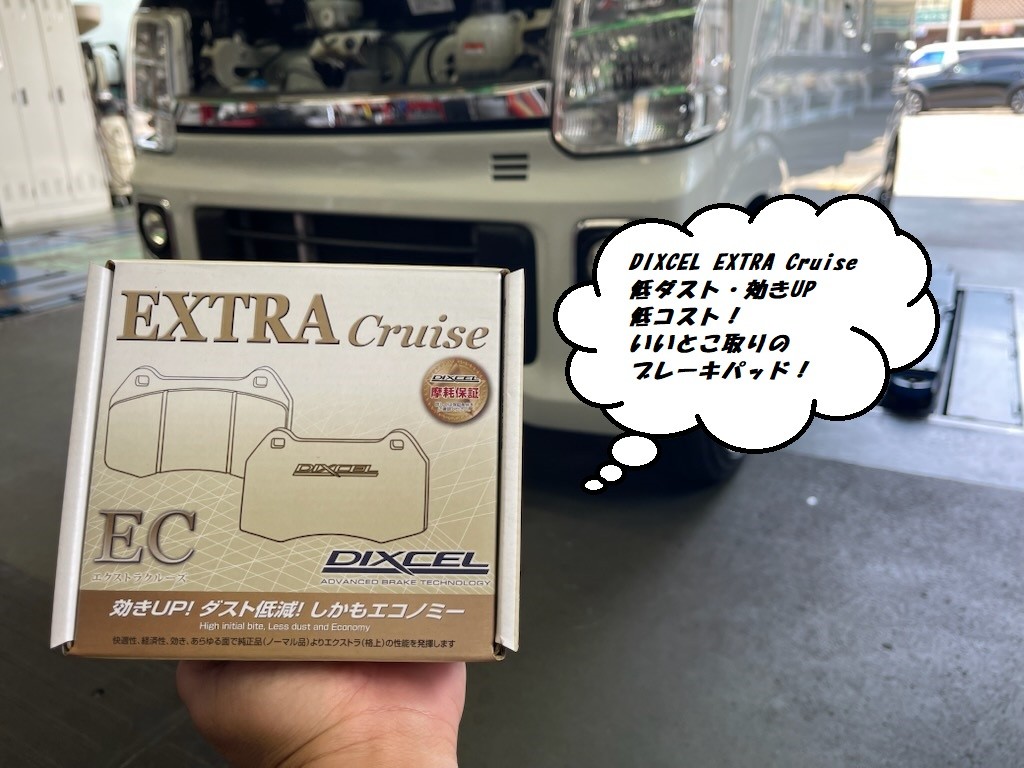 EXTRA Cruise
DIXCEL
摩耗保証
DIXCEL
EC
エクストラクルーズ
DIXCEL
ADVANCED BRAKE TECHNOLOGY
効きUP! ダスト低減! しかもエコノミー
High initial bite, Less dust and Economy
快適性、経済性、効き、あらゆる面で純正品(ノーマル品)よりエクストラ(格上)の性能を発揮します
DIXCEL EXTRA Cruise
低ダスト・効きUP
低コスト！
いいとこ取りの
ブレーキパッド！